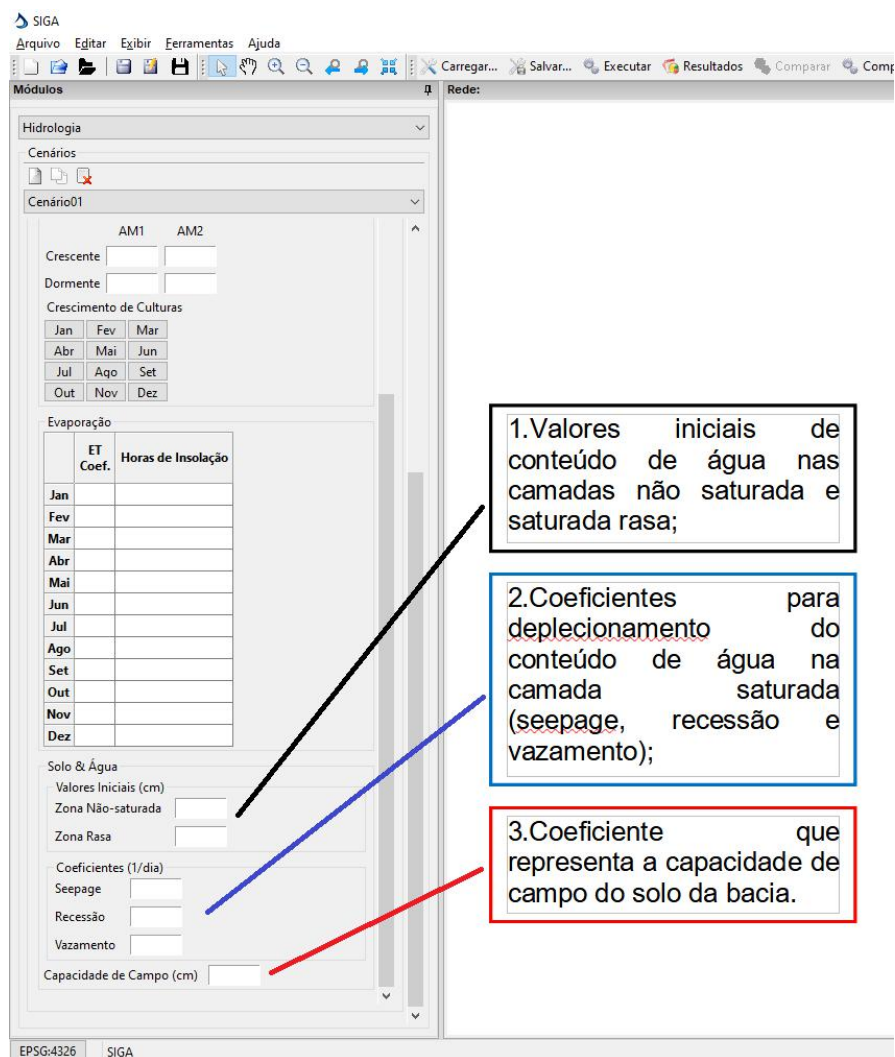 SIGA
Arquivo Editar Exibir Ferramentas Ajuda
Carregar... Salvar... Executar Resultados Comparar Comp
Módulos
Rede:
Hidrologia
Cenários
Cenário01
AM1 AM2
Crescente
Dormente
Crescimento de Culturas
Jan Fev Mar
Abr Mai Jun
Jul Ago Set
Out Nov Dez
Evaporação
ET
Coef. Horas de Insolação
Jan
Fev
Mar
Abr
Mai
Jun
Jul
Ago
Set
Out
Nov
Dez
Solo & Água
Valores Iniciais (cm)
Zona Não-saturada
Zona Rasa
Coeficientes (1/dia)
Seepage
Recessão
Vazamento
Capacidade de Campo (cm)
1.Valores iniciais de
conteúdo de água nas
camadas não saturada e
saturada rasa;
2.Coeficientes para
deplecionamento do
conteúdo de água na
camada saturada
(seepage, recessão e
vazamento);
3.Coeficiente que
representa a capacidade de
campo do solo da bacia.
EPSG:4326 SIGA